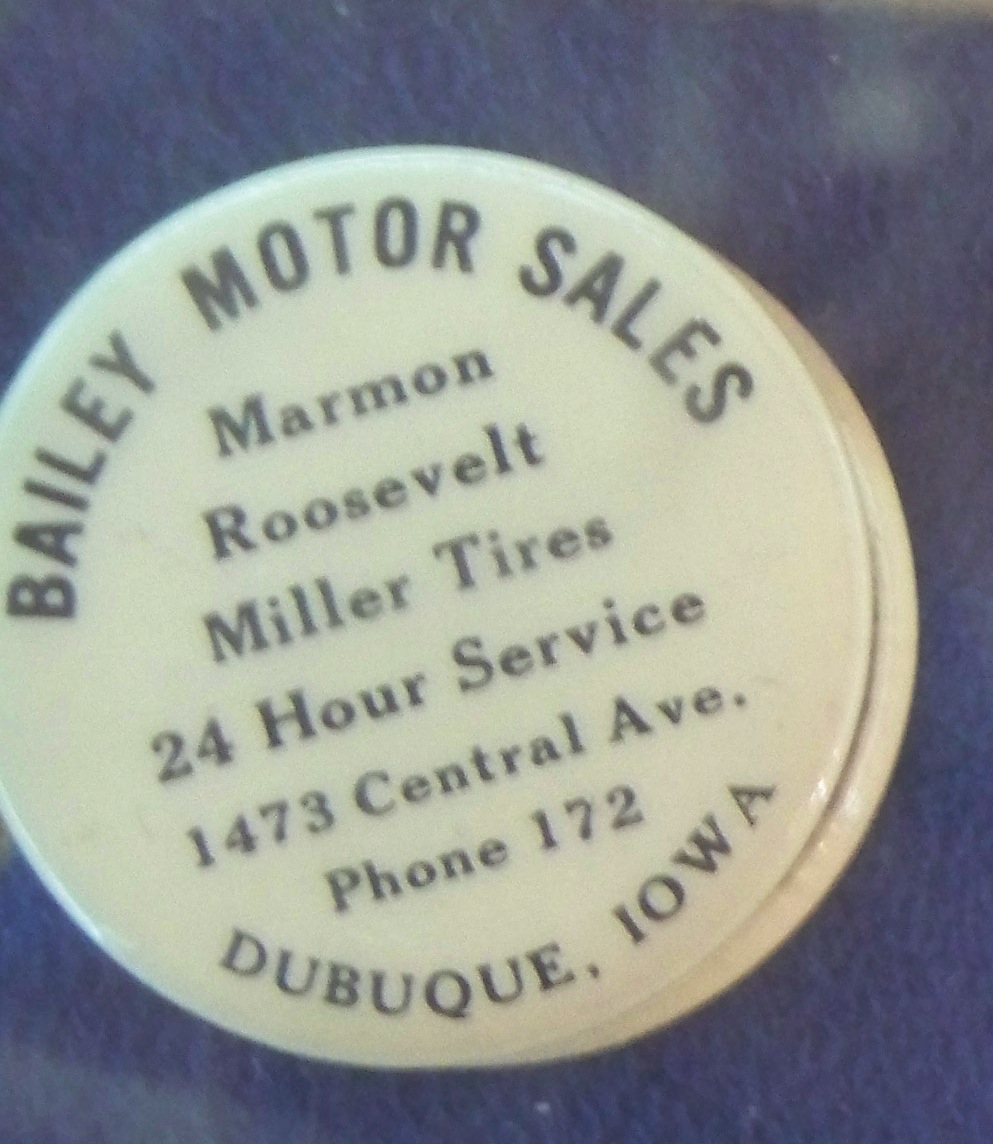 BAILEY MOTOR SALES
Marmon
Roosevelt
Miller Tires
24 Hour Service
1473 Central Ave.
Phone 172
DUBUQUE, IOWA